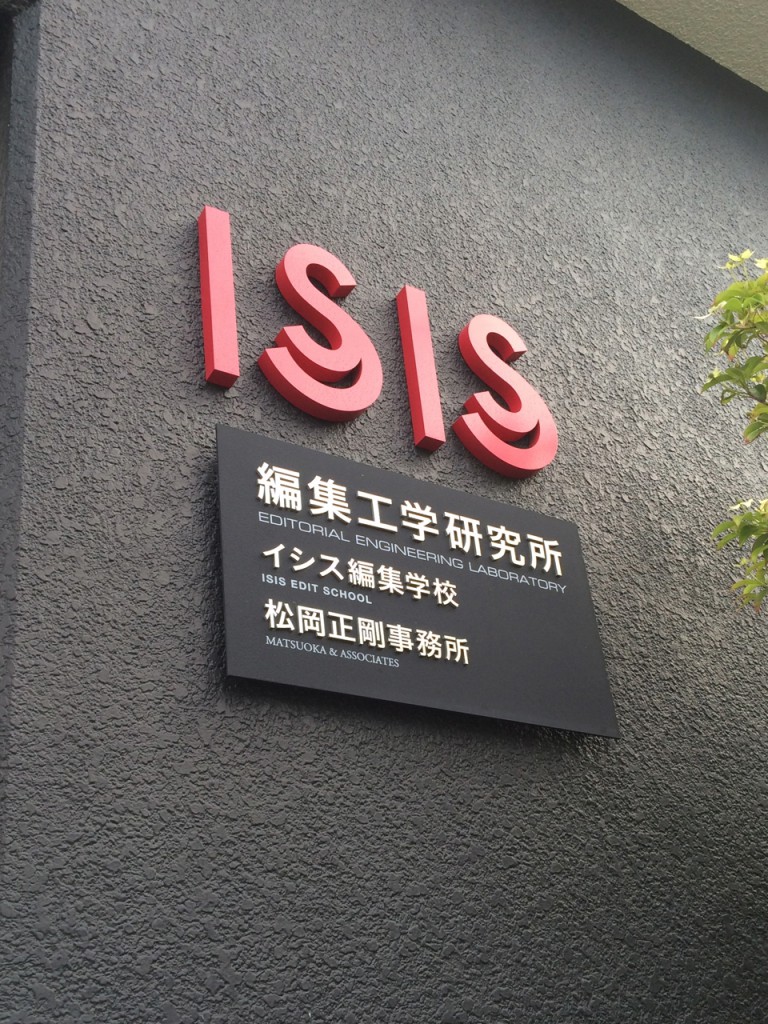 ISIS
編集工学研究所
EDITORIAL ENGINEERING LABORATORY
イシス編集学校
ISIS EDIT SCHOOL
松岡正剛事務所
MATSUOKA & ASSOCIATES